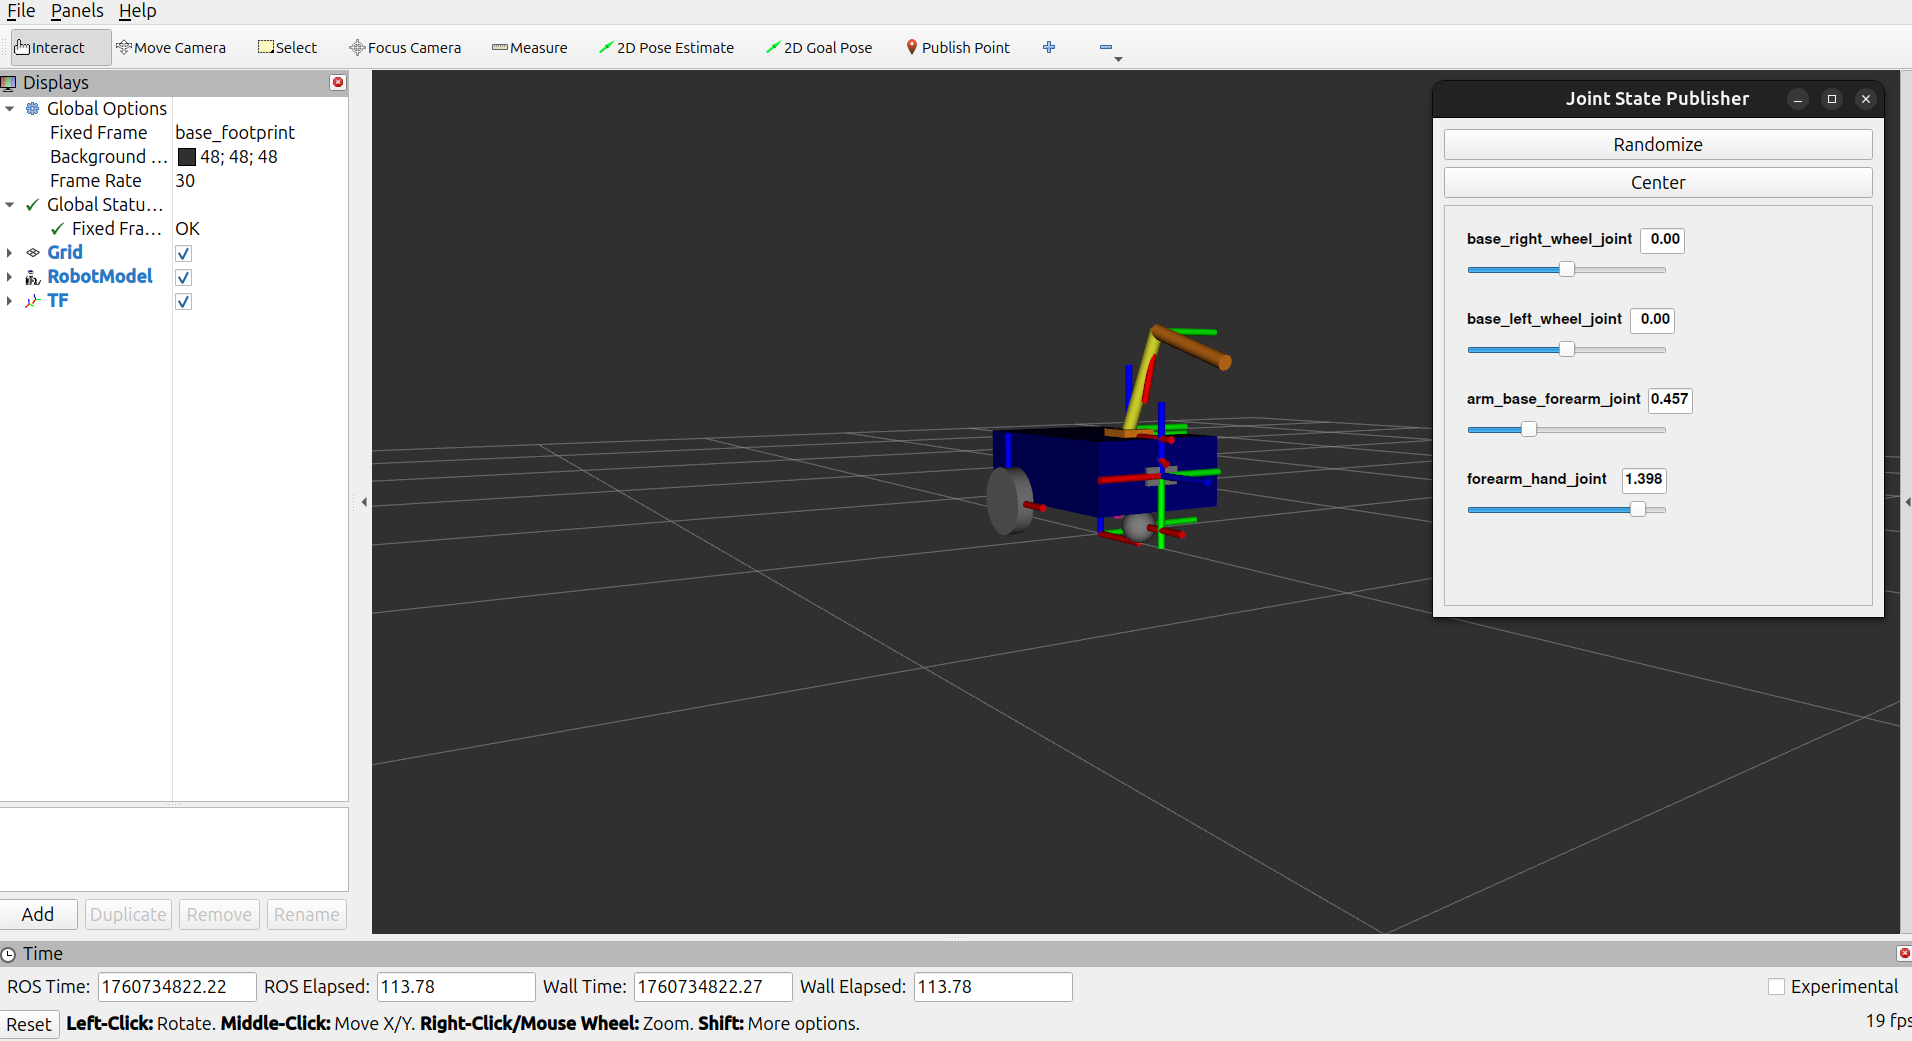 File Panels Help
Interact Move Camera Select Focus Camera Measure 2D Pose Estimate 2D Goal Pose Publish Point
Displays
Global Options
Fixed Frame base_footprint
Background ... 48; 48; 48
Frame Rate 30
Global Statu...
Fixed Fra... OK
Grid
RobotModel
TF
Add Duplicate Remove Rename
Joint State Publisher
Randomize
Center
base_right_wheel_joint 0.00
base_left_wheel_joint 0.00
arm_base_forearm_joint 0.457
forearm_hand_joint 1.398
Time
ROS Time: 1760734822.22 ROS Elapsed: 113.78 Wall Time: 1760734822.27 Wall Elapsed: 113.78 Experimental
Reset Left-Click: Rotate. Middle-Click: Move X/Y. Right-Click/Mouse Wheel: Zoom. Shift: More options. 19 fps